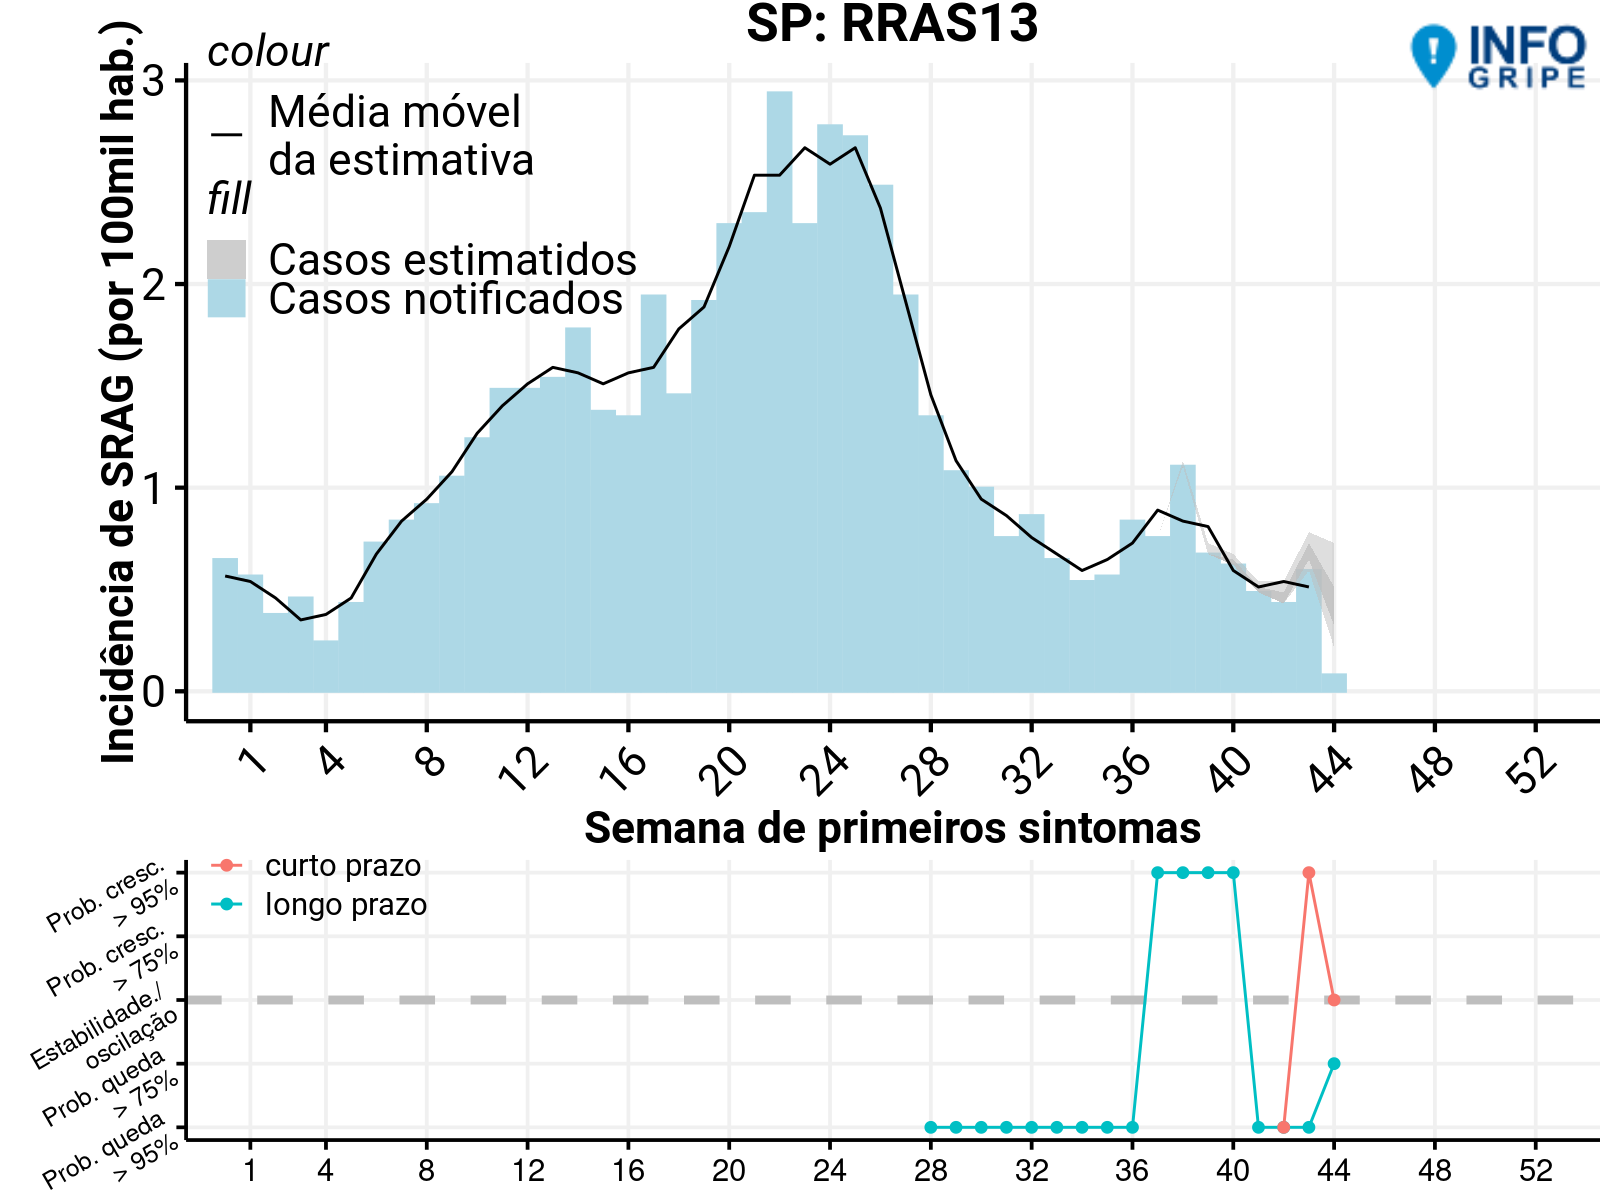 SP: RRAS13
INFO
GRIPE
colour
Média móvel
da estimativa
fill
Casos estimatidos
Casos notificados
Incidência de SRAG (por 100mil hab.)
3
2
1
0
1 4 8 12 16 20 24 28 32 36 40 44 48 52
Semana de primeiros sintomas
curto prazo
longo prazo
Prob. cresc.
> 95%
Prob. cresc.
> 75%
Estabilidade./
oscilação
Prob. queda
> 75%
Prob. queda
> 95%
1 4 8 12 16 20 24 28 32 36 40 44 48 52